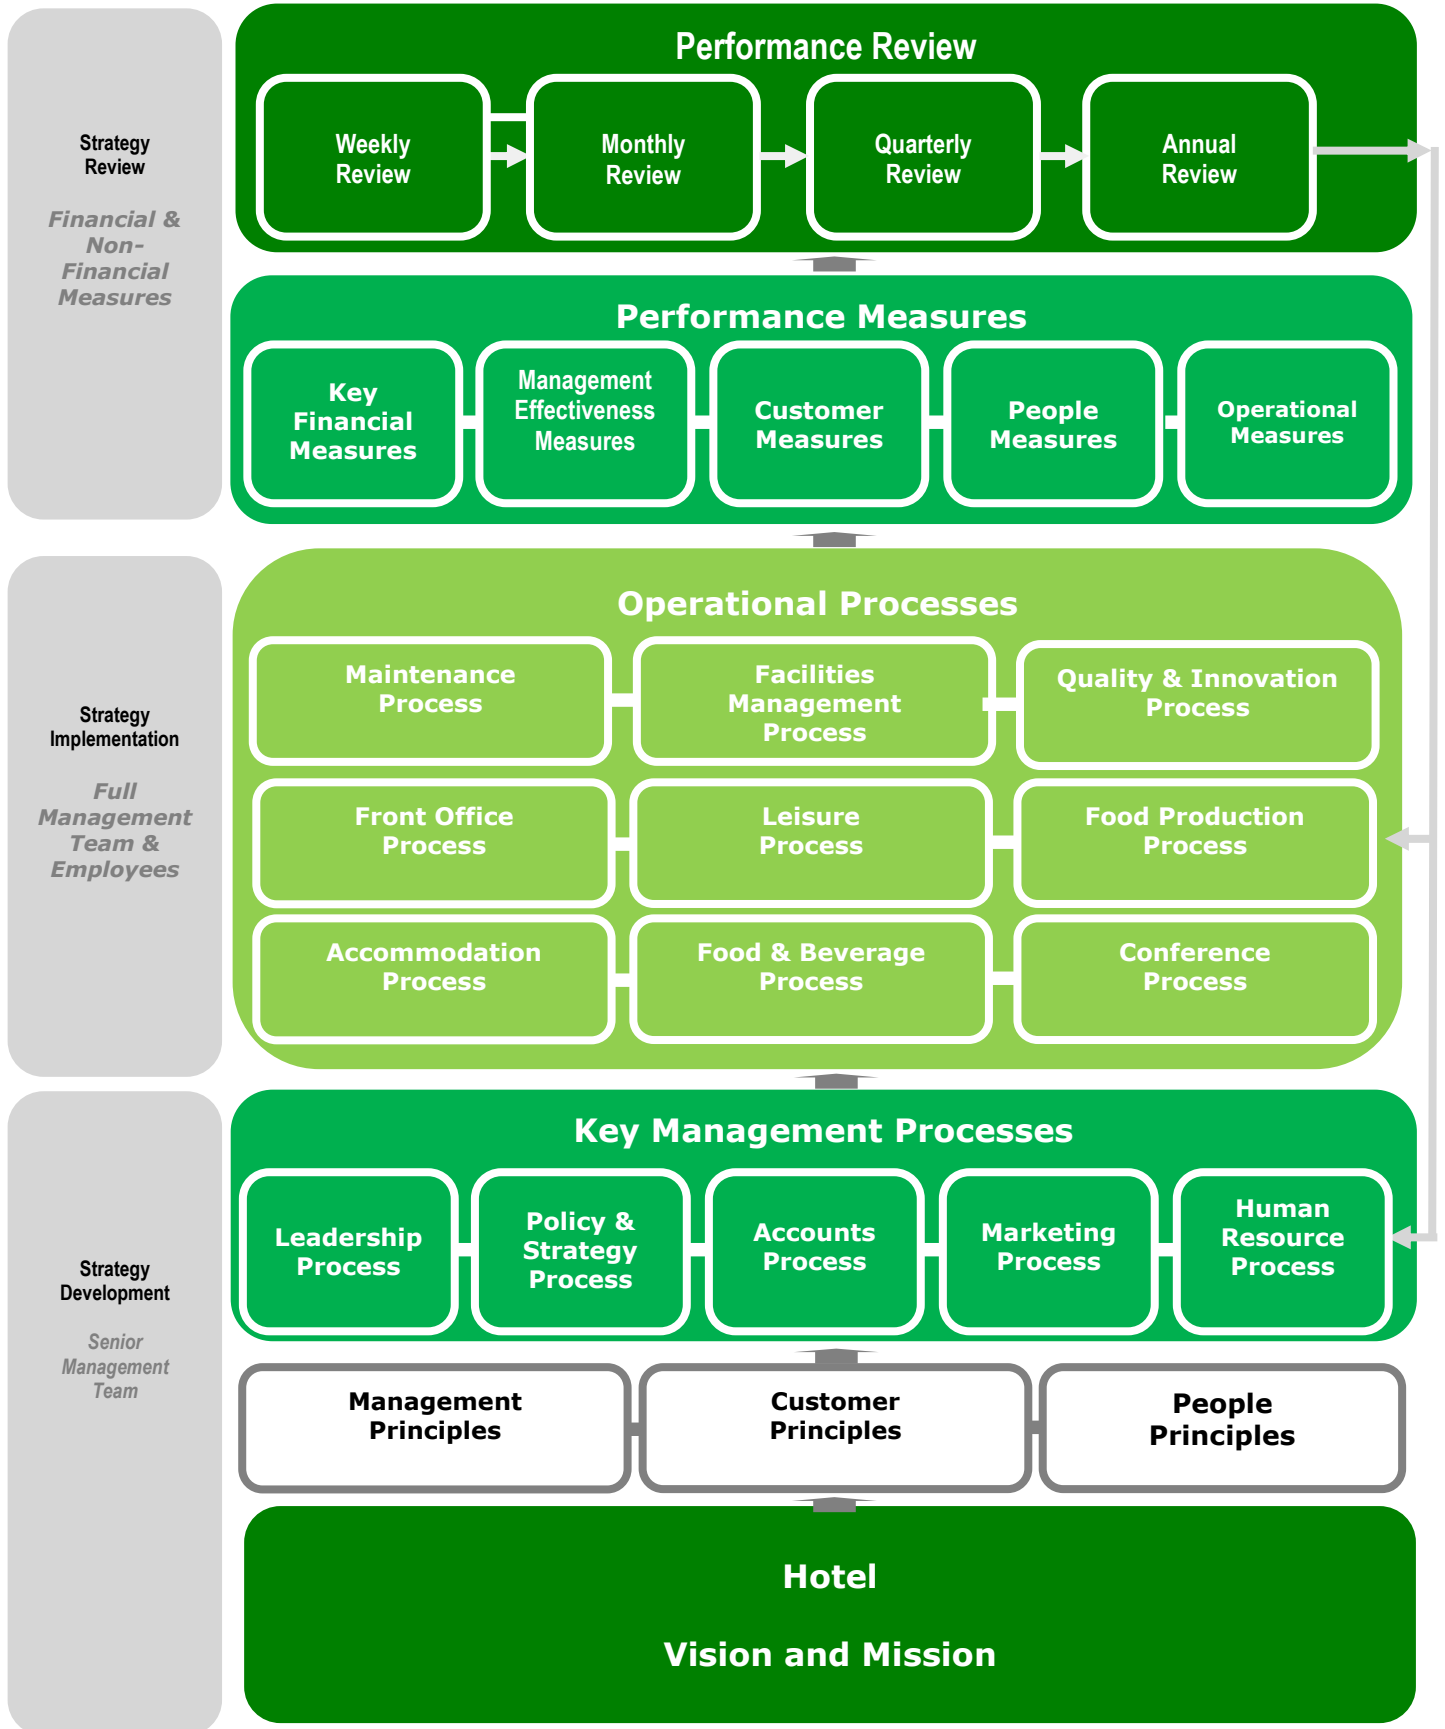 Strategy
Review
Financial &
Non-
Financial
Measures
Performance Review
Weekly
Review
Monthly
Review
Quarterly
Review
Annual
Review
Performance Measures
Key
Financial
Measures
Management
Effectiveness
Measures
Customer
Measures
People
Measures
Operational
Measures
Strategy
Implementation
Full
Management
Team &
Employees
Operational Processes
Maintenance
Process
Facilities
Management
Process
Quality & Innovation
Process
Front Office
Process
Leisure
Process
Food Production
Process
Accommodation
Process
Food & Beverage
Process
Conference
Process
Strategy
Development
Senior
Management
Team
Key Management Processes
Leadership
Process
Policy &
Strategy
Process
Accounts
Process
Marketing
Process
Human
Resource
Process
Management
Principles
Customer
Principles
People
Principles
Hotel
Vision and Mission